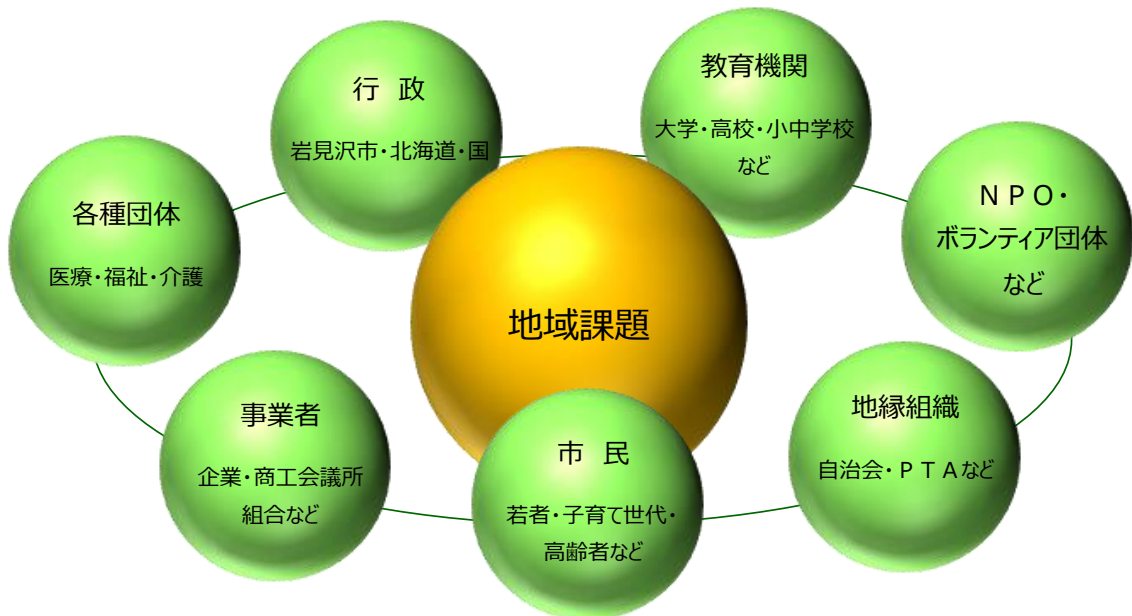 行 政
岩見沢市・北海道・国
教育機関
大学・高校・小中学校
など
各種団体
医療・福祉・介護
NPO・
ボランティア団体
など
地域課題
事業者
企業・商工会議所
組合など
市 民
若者・子育て世代・
高齢者など
地縁組織
自治会・PTAなど